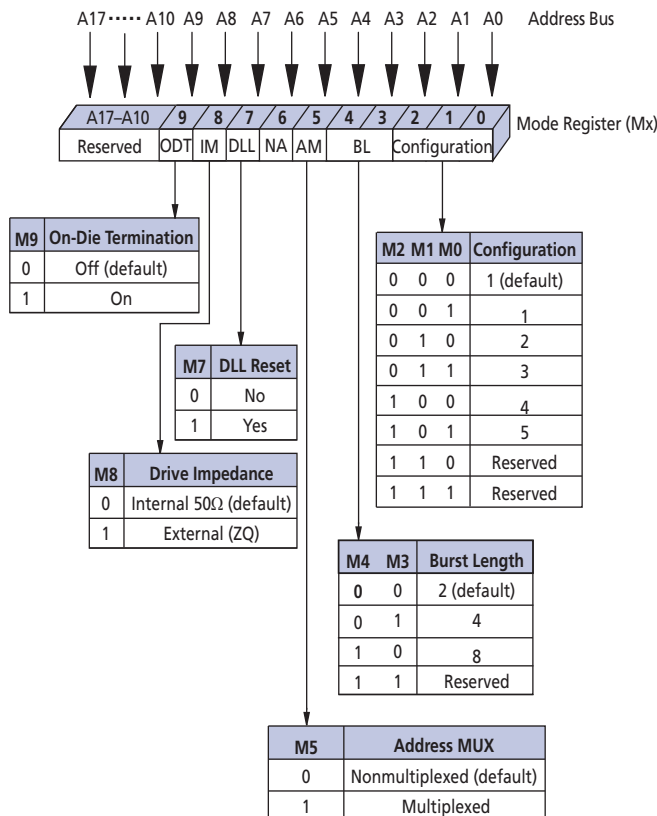 A17 ····· A10 A9 A8 A7 A6 A5 A4 A3 A2 A1 A0 Address Bus
A17–A10 9 8 7 6 5 4 3 2 1 0 Mode Register (Mx)
Reserved ODT IM DLL NA AM BL Configuration
M9 On-Die Termination
0 Off (default)
1 On
M2 M1 M0 Configuration
0 0 0 1 (default)
0 0 1 1
0 1 0 2
0 1 1 3
1 0 0 4
1 0 1 5
1 1 0 Reserved
1 1 1 Reserved
M7 DLL Reset
0 No
1 Yes
M8 Drive Impedance
0 Internal 50Ω (default)
1 External (ZQ)
M4 M3 Burst Length
0 0 2 (default)
0 1 4
1 0 8
1 1 Reserved
M5 Address MUX
0 Nonmultiplexed (default)
1 Multiplexed